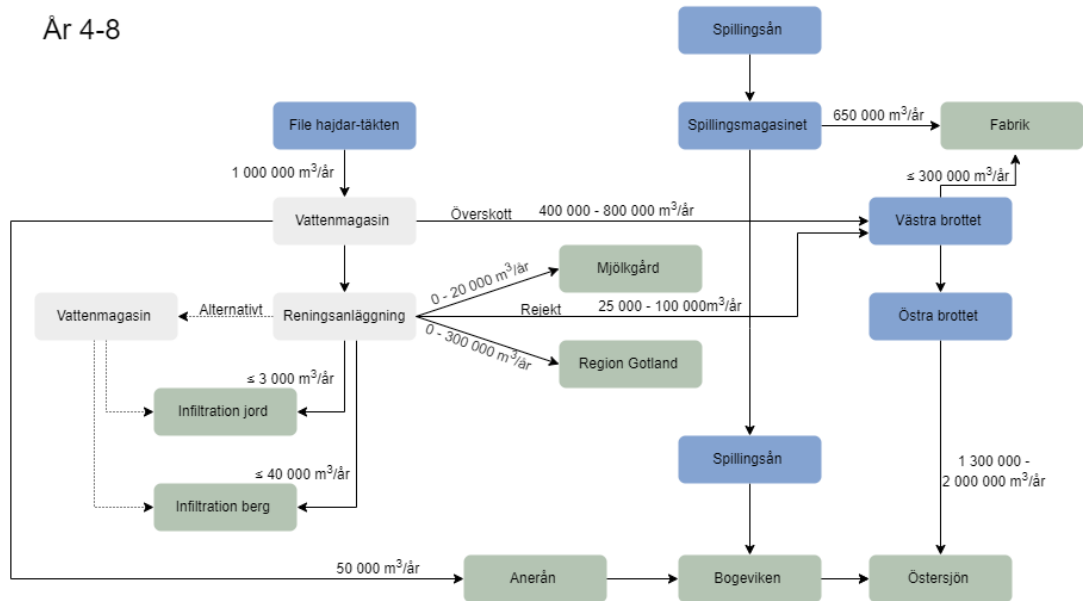 År 4-8
Spillingsån
File hajdar-täkten
Spillingsmagasinet
650 000 m³/år
Fabrik
1 000 000 m³/år
≤ 300 000 m³/år
Vattenmagasin
Överskott
400 000 - 800 000 m³/år
Västra brottet
0 - 20 000 m³/år
Mjölkgård
Vattenmagasin
Alternativt
Reningsanläggning
Rejekt
25 000 - 100 000m³/år
Östra brottet
0 - 300 000 m³/år
Region Gotland
≤ 3 000 m³/år
Infiltration jord
Spillingsån
≤ 40 000 m³/år
1 300 000 -
2 000 000 m³/år
Infiltration berg
50 000 m³/år
Anerån
Bogeviken
Östersjön